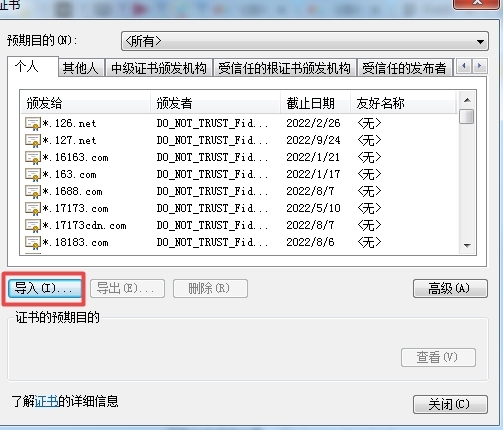 证书
预期目的(N): <所有>
个人 其他人 中级证书颁发机构 受信任的根证书颁发机构 受信任的发布者
颁发给 颁发者 截止日期 友好名称
*.126.net DO_NOT_TRUST_Fid... 2022/2/26 <无>
*.127.net DO_NOT_TRUST_Fid... 2022/9/24 <无>
*.16163.com DO_NOT_TRUST_Fid... 2022/1/21 <无>
*.163.com DO_NOT_TRUST_Fid... 2022/1/17 <无>
*.1688.com DO_NOT_TRUST_Fid... 2022/8/7 <无>
*.17173.com DO_NOT_TRUST_Fid... 2022/5/10 <无>
*.17173cdn.com DO_NOT_TRUST_Fid... 2022/8/7 <无>
*.18183.com DO_NOT_TRUST_Fid... 2022/8/6 <无>
导入(I)... 导出(E)... 删除(R) 高级(A)
证书的预期目的
查看(V)
了解证书的详细信息
关闭(C)